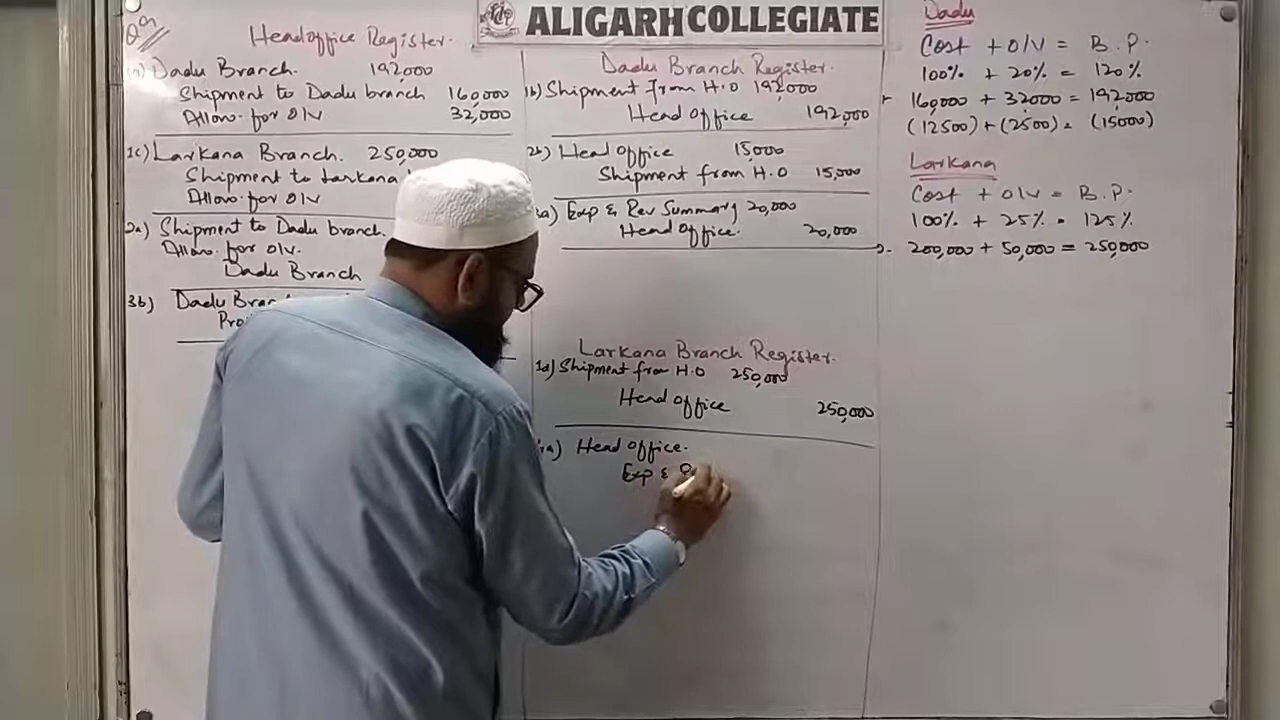 ALIGARH COLLEGIATE
Head office Register.
1a) Dadu Branch. 192,000
Shipment to Dadu branch 160,000
Allow. for O/V 32,000
1c) Larkana Branch. 250,000
Shipment to Larkana
Allow. for O/V
2a) Shipment to Dadu branch.
Allow. for O/V.
Dadu Branch
3b) Dadu Branch
Dadu Branch Register.
1b) Shipment from H.O 192,000
Head office 192,000
2b) Head office 15,000
Shipment from H.O 15,000
Exp & Rev Summary 20,000
Head office. 20,000
Larkana Branch Register.
1d) Shipment from H.O 250,000
Head office 250,000
Head office.
Exp &
Dadu
Cost + O/V = B.P.
100% + 20% = 120%
160,000 + 32000 = 192,000
(12500) + (2500) = (15000)
Larkana
Cost + O/V = B.P.
100% + 25% = 125%
200,000 + 50,000 = 250,000